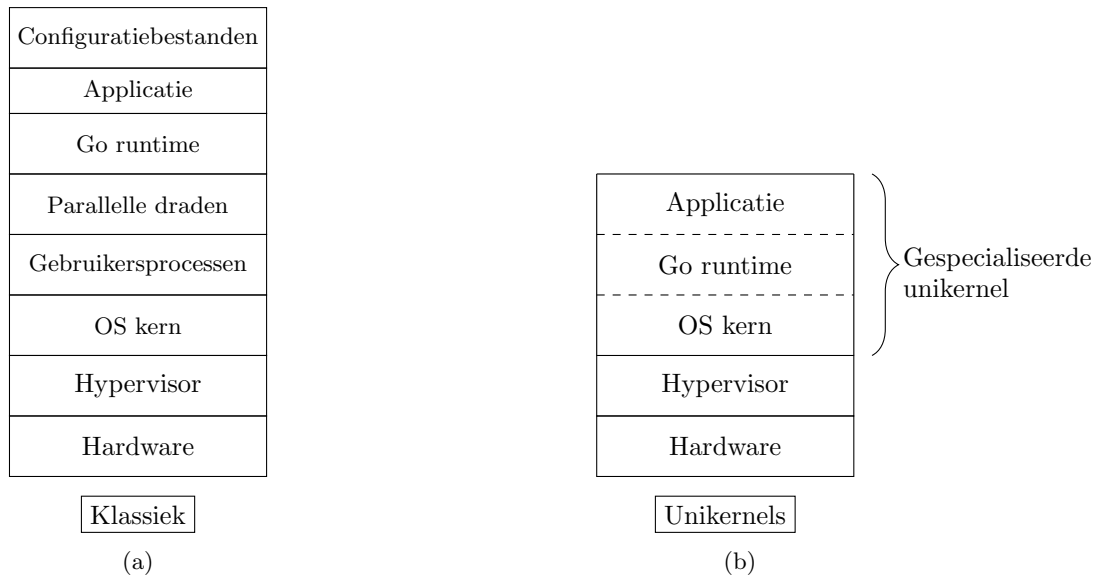 Configuratiebestanden
Applicatie
Go runtime
Parallelle draden
Gebruikersprocessen
OS kern
Hypervisor
Hardware
Klassiek
(a)
Applicatie
Go runtime
OS kern
Hypervisor
Hardware
Gespecialiseerde
unikernel
Unikernels
(b)